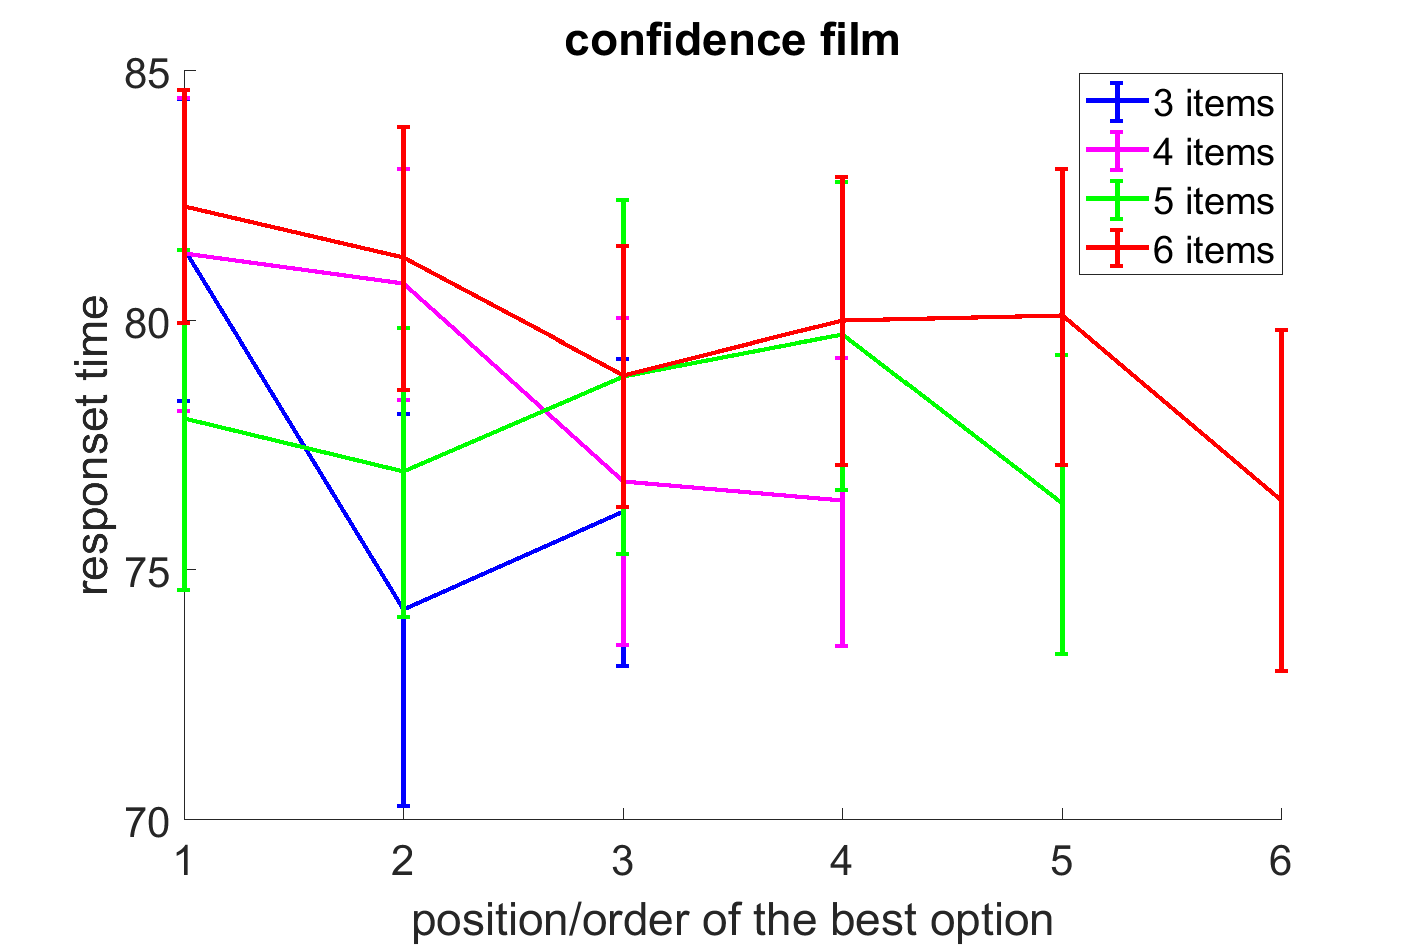 confidence film
85
80
75
70
responset time
3 items
4 items
5 items
6 items
1 2 3 4 5 6
position/order of the best option